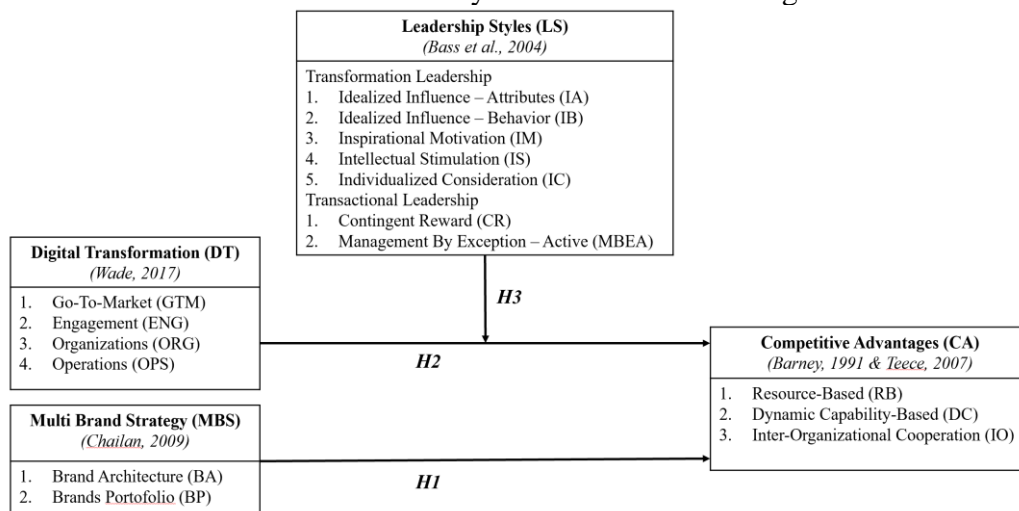 Leadership Styles (LS)
(Bass et al., 2004)
Transformation Leadership
1. Idealized Influence – Attributes (IA)
2. Idealized Influence – Behavior (IB)
3. Inspirational Motivation (IM)
4. Intellectual Stimulation (IS)
5. Individualized Consideration (IC)
Transactional Leadership
1. Contingent Reward (CR)
2. Management By Exception – Active (MBEA)
Digital Transformation (DT)
(Wade, 2017)
1. Go-To-Market (GTM)
2. Engagement (ENG)
3. Organizations (ORG)
4. Operations (OPS)
H3
H2
Competitive Advantages (CA)
(Barney, 1991 & Teece, 2007)
1. Resource-Based (RB)
2. Dynamic Capability-Based (DC)
3. Inter-Organizational Cooperation (IO)
Multi Brand Strategy (MBS)
(Chailan, 2009)
1. Brand Architecture (BA)
2. Brands Portofolio (BP)
H1